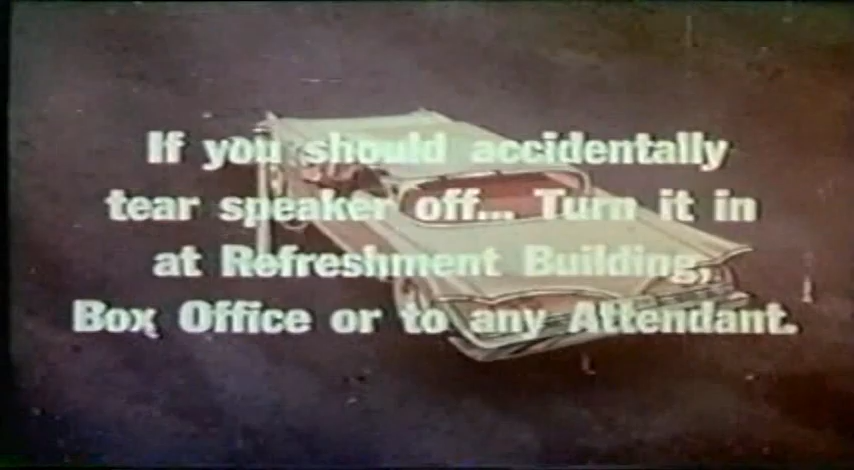 If you should accidentally
tear speaker off... Turn it in
at Refreshment Building,
Box Office or to any Attendant.